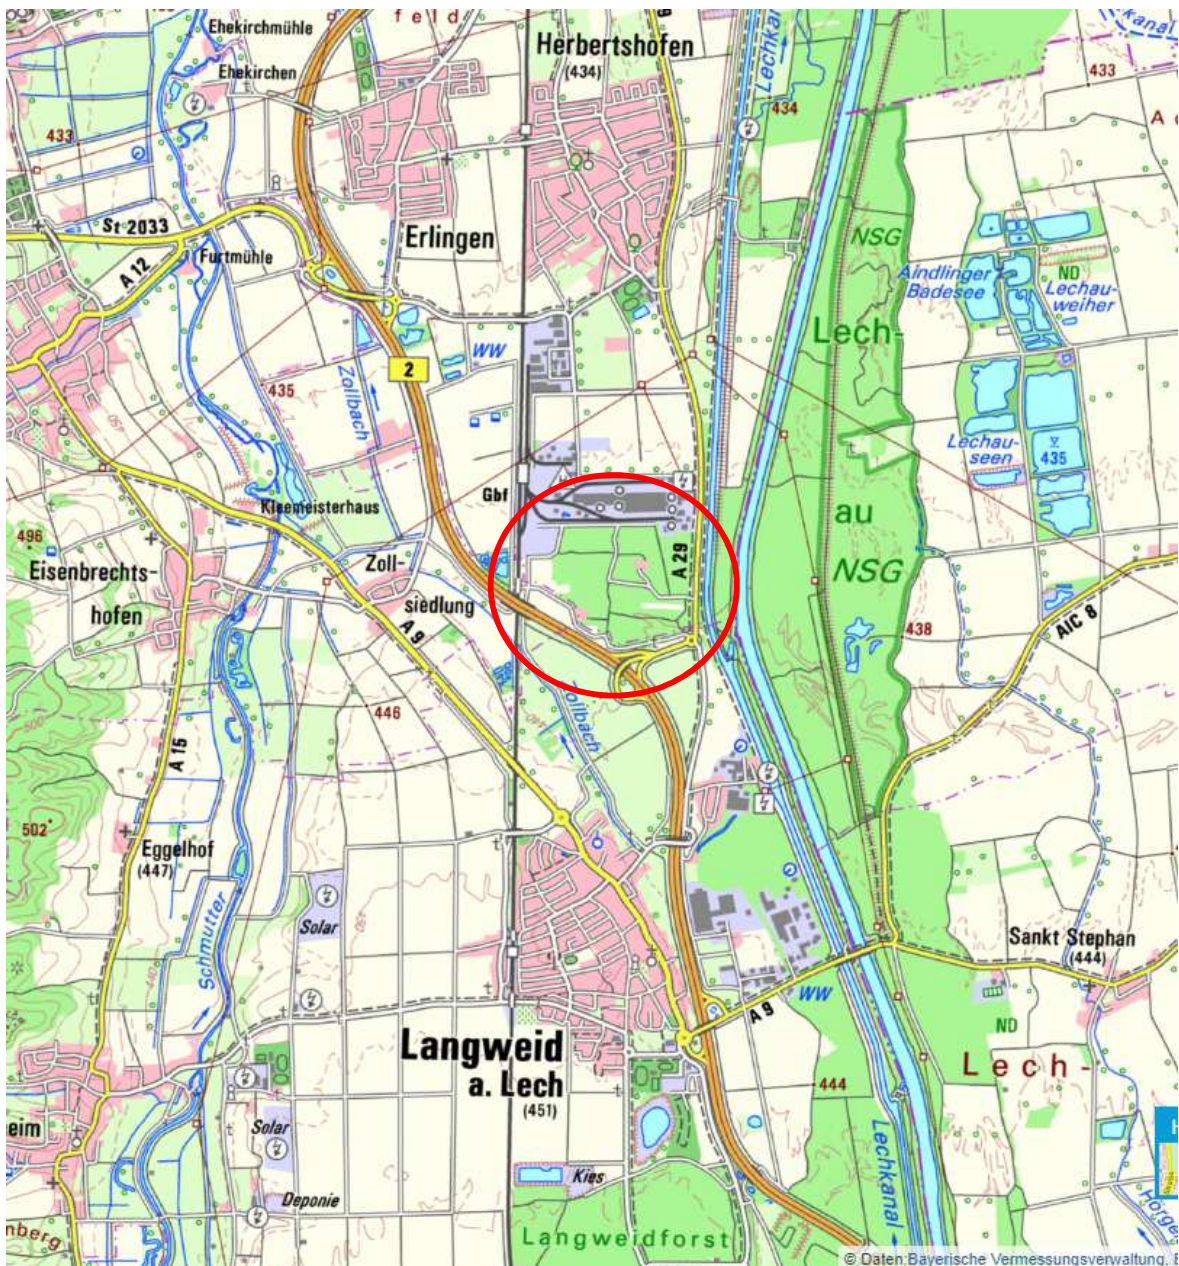 Ehekirchmühle
feld
Herbertshofen
(434)
Lechkanal
kanal
Ehekirchen
433
434
433
St 2033
Erlingen
NSG
A 12
Furtmühle
Aindlinger
Badesee
ND
Lechau-
weiher
Lech-
WW
2
435
Zollbach
Lechau-
seen
435
Gbf
Kleemeisterhaus
496
au
NSG
Eisenbrechts-
hofen
Zoll-
siedlung
A 29
A 9
AIC 8
438
446
Zollbach
A 15
502
Eggelhof
(447)
Solar
Schmutter
Sankt Stephan
(444)
WW
A 9
ND
Langweid
a. Lech
(451)
Lech-
444
eim
Solar
Lechkanal
Kies
Deponie
nberg
Langweidforst
© Daten:Bayerische Vermessungsverwaltung,